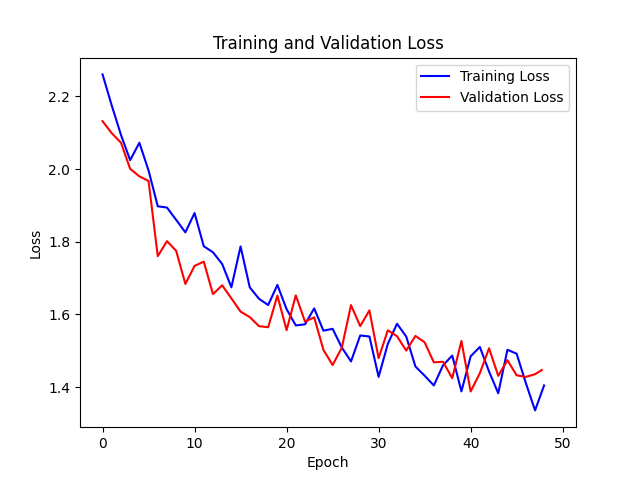 Training and Validation Loss
Training Loss
Validation Loss
2.2
2.0
1.8
1.6
1.4
Loss
0 10 20 30 40 50
Epoch